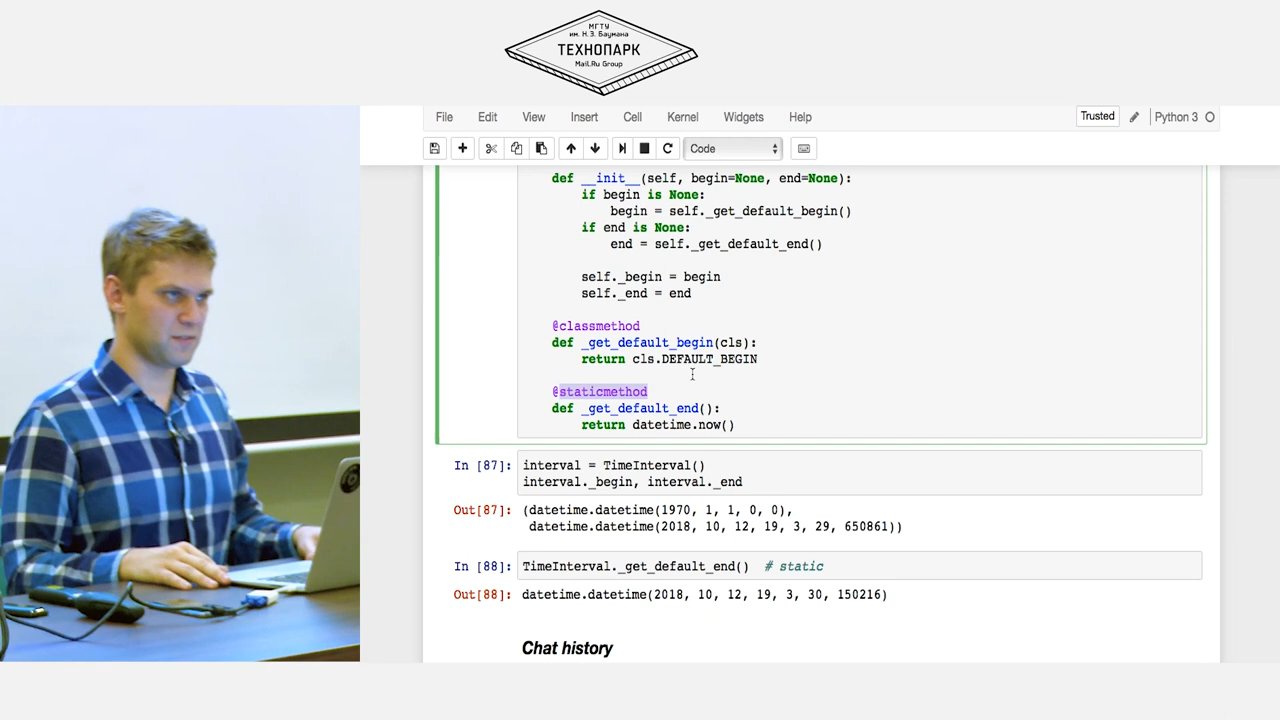 МГТУ
им. Н.Э. Баумана
ТЕХНОПАРК
Mail.Ru Group
File Edit View Insert Cell Kernel Widgets Help Trusted Python 3
Code
def __init__(self, begin=None, end=None):
if begin is None:
begin = self._get_default_begin()
if end is None:
end = self._get_default_end()
self._begin = begin
self._end = end
@classmethod
def _get_default_begin(cls):
return cls.DEFAULT_BEGIN
@staticmethod
def _get_default_end():
return datetime.now()
In [87]: interval = TimeInterval()
interval._begin, interval._end
Out[87]: (datetime.datetime(1970, 1, 1, 0, 0),
datetime.datetime(2018, 10, 12, 19, 3, 29, 650861))
In [88]: TimeInterval._get_default_end() # static
Out[88]: datetime.datetime(2018, 10, 12, 19, 3, 30, 150216)
Chat history